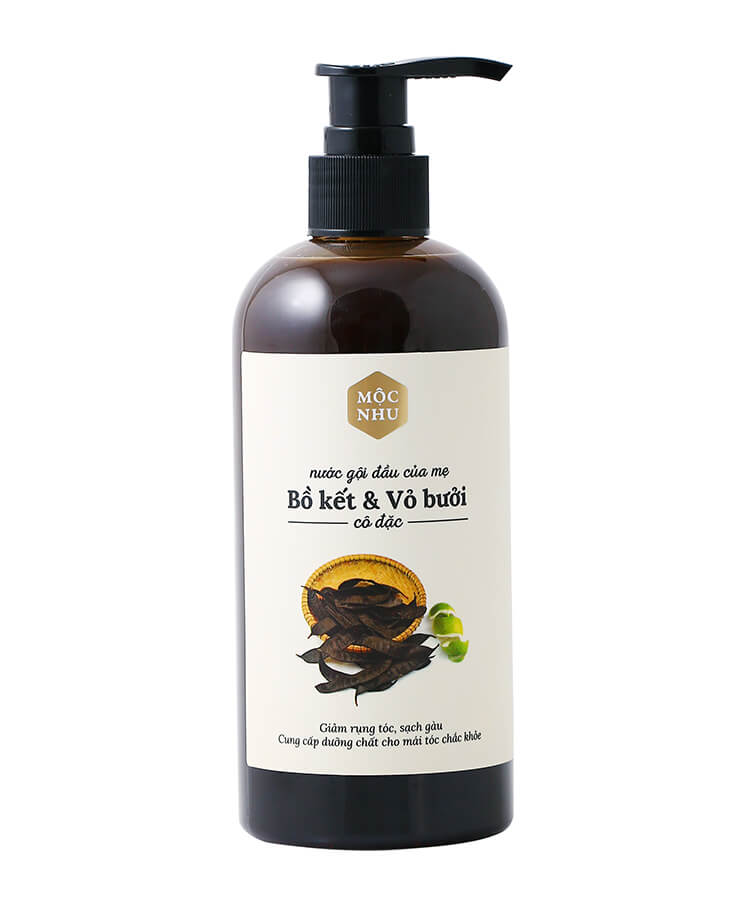 MỘC
NHU
nước gội đầu của mẹ
Bồ kết & Vỏ bưởi
cô đặc
Giảm rụng tóc, sạch gàu
Cung cấp dưỡng chất cho mái tóc chắc khỏe